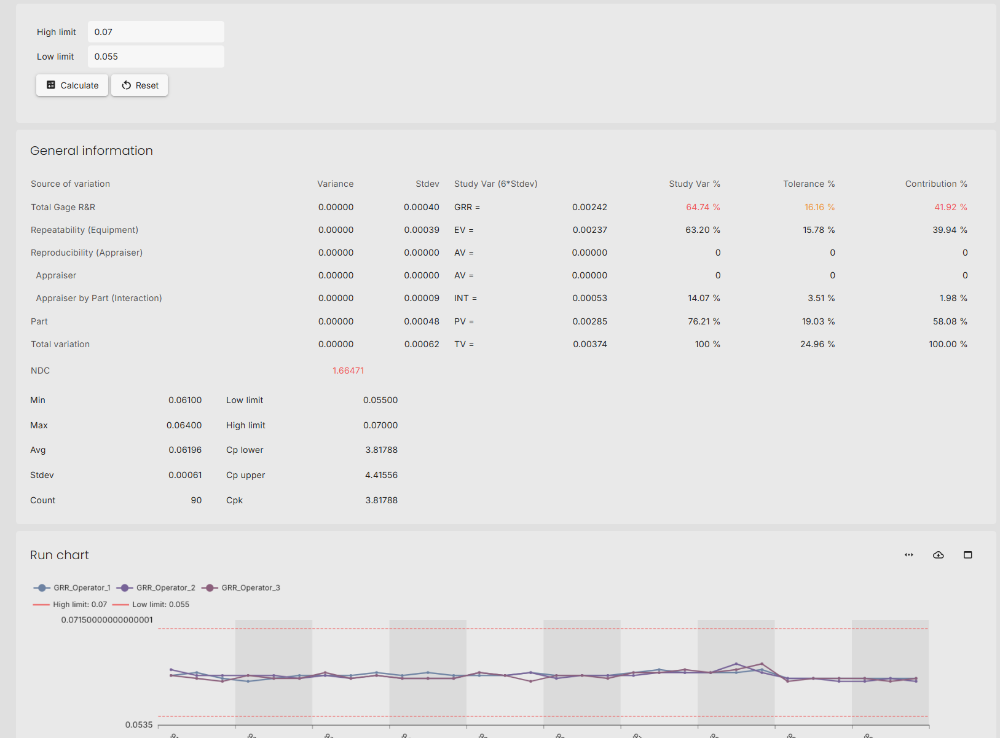 High limit 0.07
Low limit 0.055
Calculate Reset
General information
Source of variation Variance Stdev Study Var (6*Stdev) Study Var % Tolerance % Contribution %
Total Gage R&R 0.00000 0.00040 GRR = 0.00242 64.74 % 16.16 % 41.92 %
Repeatability (Equipment) 0.00000 0.00039 EV = 0.00237 63.20 % 15.78 % 39.94 %
Reproducibility (Appraiser) 0.00000 0.00000 AV = 0.00000 0 0 0
Appraiser 0.00000 0.00000 AV = 0.00000 0 0 0
Appraiser by Part (Interaction) 0.00000 0.00009 INT = 0.00053 14.07 % 3.51 % 1.98 %
Part 0.00000 0.00048 PV = 0.00285 76.21 % 19.03 % 58.08 %
Total variation 0.00000 0.00062 TV = 0.00374 100 % 24.96 % 100.00 %
NDC 1.66471
Min 0.06100 Low limit 0.05500
Max 0.06400 High limit 0.07000
Avg 0.06196 Cp lower 3.81788
Stdev 0.00061 Cp upper 4.41556
Count 90 Cpk 3.81788
Run chart
GRR_Operator_1 GRR_Operator_2 GRR_Operator_3
High limit: 0.07 Low limit: 0.055
0.07150000000000001
0.0535